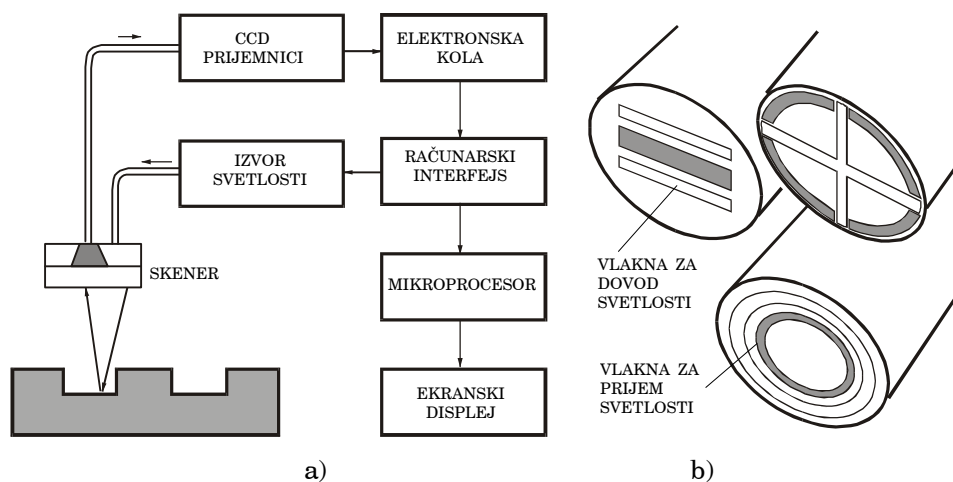 CCD
PRIJEMNICI
ELEKTRONSKA
KOLA
IZVOR
SVETLOSTI
RAČUNARSKI
INTERFEJS
SKENER
MIKROPROCESOR
EKRANSKI
DISPLEJ
a)
VLAKNA ZA
DOVOD
SVETLOSTI
VLAKNA ZA
PRIJEM
SVETLOSTI
b)